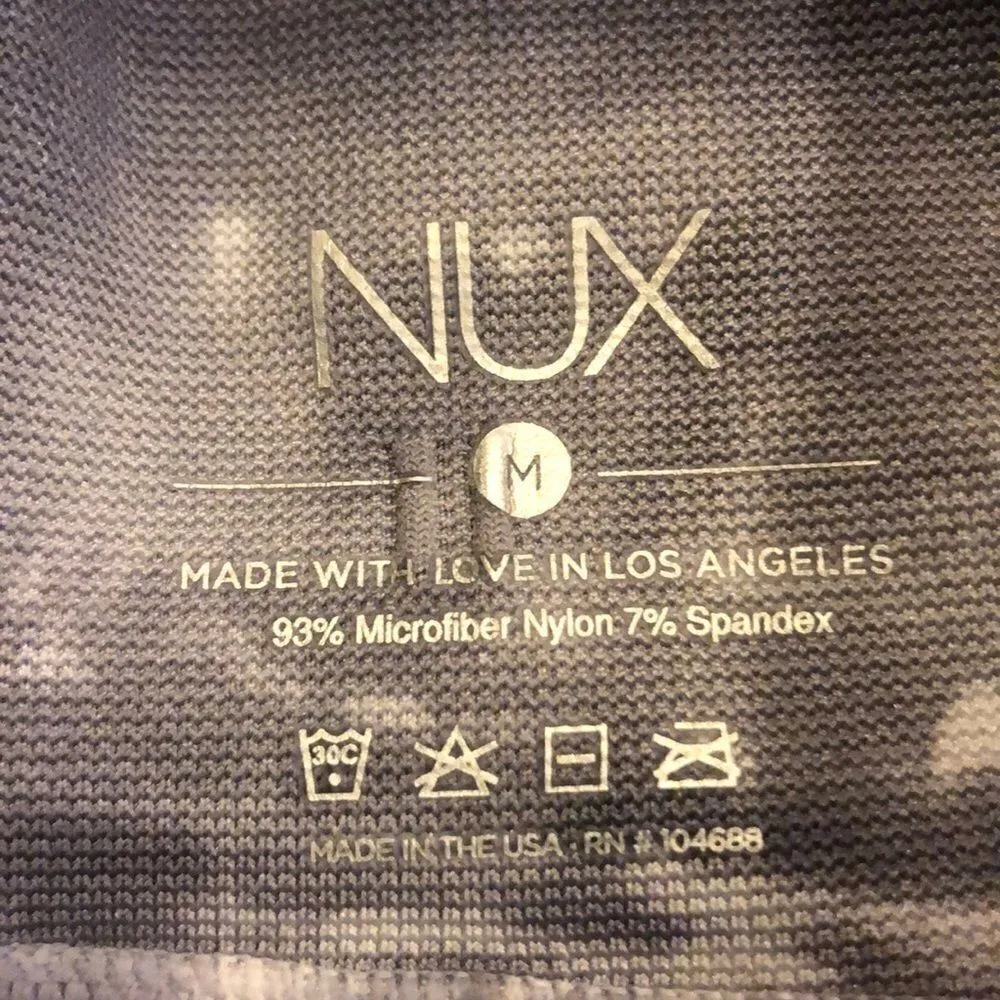 NUX
M
MADE WITH LOVE IN LOS ANGELES
93% Microfiber Nylon 7% Spandex
30C
MADE IN THE USA . RN # 104688